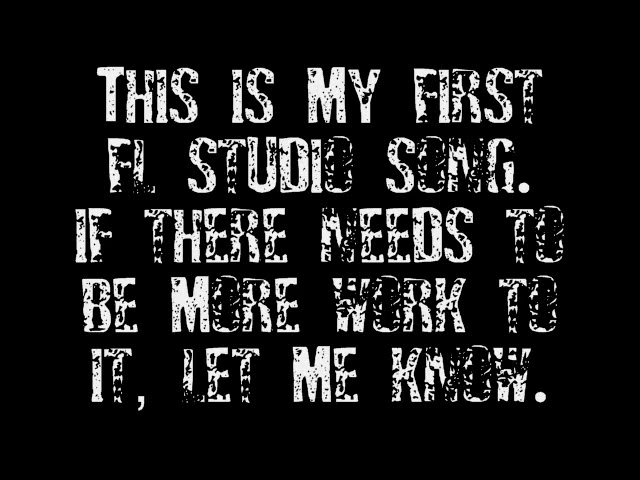 THIS IS MY FIRST
FL STUDIO SONG.
IF THERE NEEDS TO
BE MORE WORK TO
IT, LET ME KNOW.